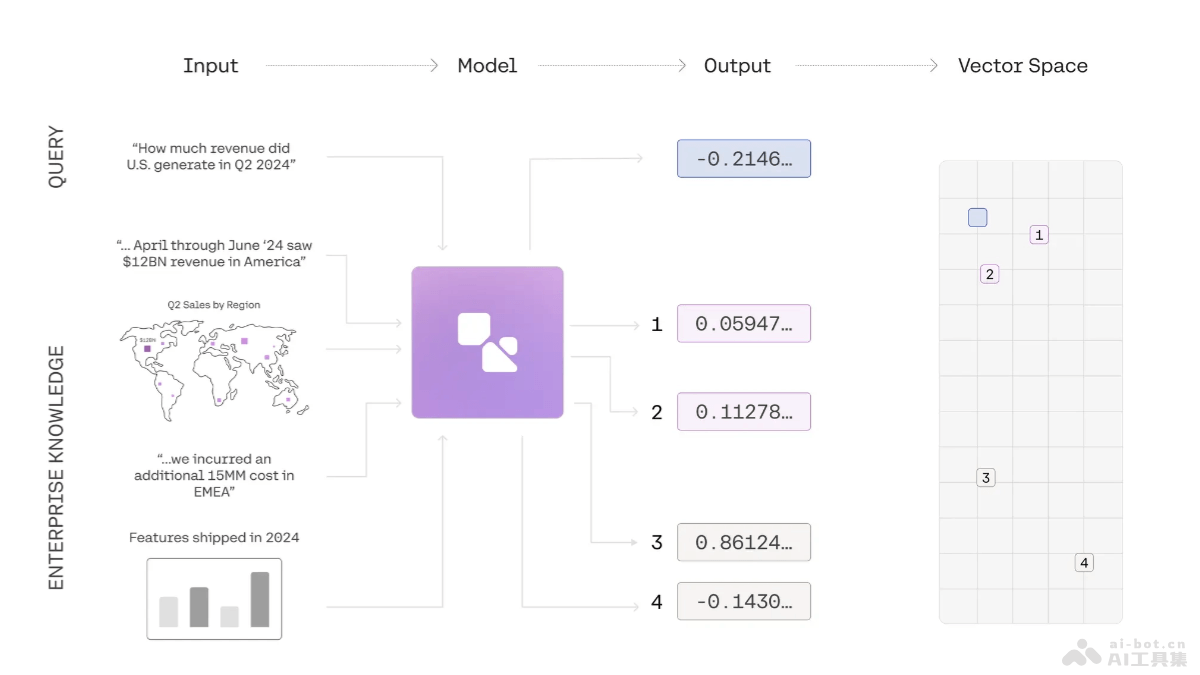 Input
Model
Output
Vector Space
QUERY
“How much revenue did
U.S. generate in Q2 2024”
-0.2146…
ENTERPRISE KNOWLEDGE
“… April through June ‘24 saw
$12BN revenue in America”
Q2 Sales by Region
$12BN
“…we incurred an
additional 15MM cost in
EMEA”
Features shipped in 2024
1
0.05947…
2
0.11278…
3
0.86124…
4
-0.1430…
1
2
3
4
ai-bot.cn
AI工具集